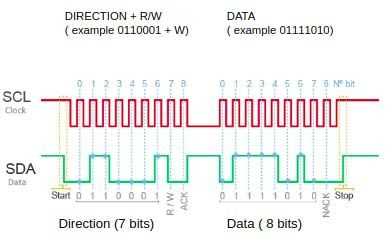 DIRECTION + R/W
( example 0110001 + W)
DATA
( example 01111010)
0 1 2 3 4 5 6 7 8
0 1 2 3 4 5 6 7 8 Nº bit
SCL
Clock
SDA
Data
Start
0 1 1 0 0 0 1 R / W ACK
0 1 1 1 1 0 1 0 NACK
Stop
Direction (7 bits)
Data ( 8 bits)